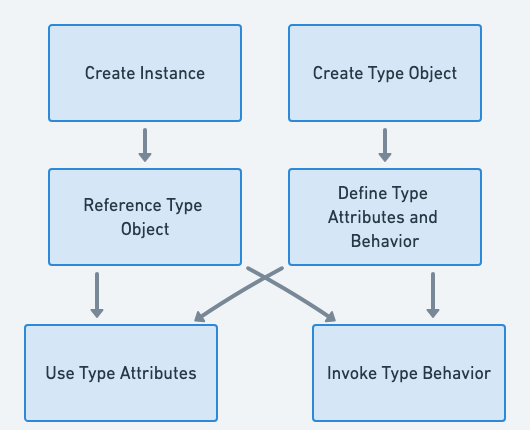 Create Instance
Create Type Object
Reference Type
Object
Define Type
Attributes and
Behavior
Use Type Attributes
Invoke Type Behavior